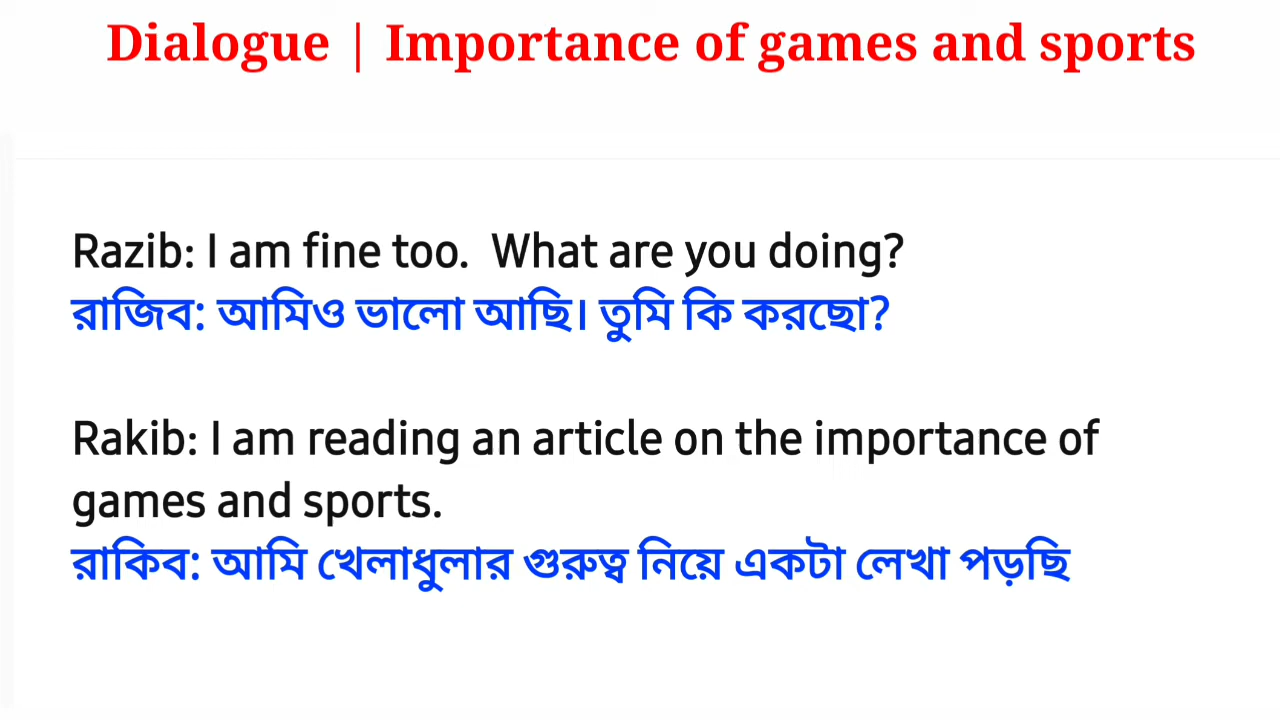 Dialogue | Importance of games and sports
Razib: I am fine too.  What are you doing?
রাজিব: আমিও ভালো আছি। তুমি কি করছো?
Rakib: I am reading an article on the importance of
games and sports.
রাকিব: আমি খেলাধুলার গুরুত্ব নিয়ে একটা লেখা পড়ছি